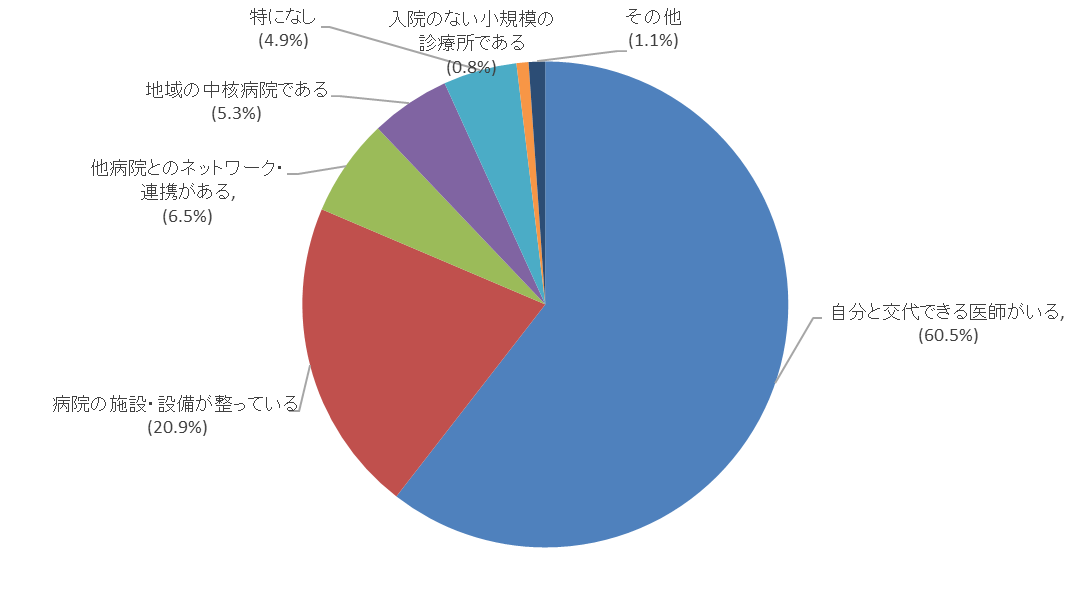 特になし
(4.9%)
入院のない小規模の
診療所である
(0.8%)
その他
(1.1%)
地域の中核病院である
(5.3%)
他病院とのネットワーク・
連携がある,
(6.5%)
自分と交代できる医師がいる,
(60.5%)
病院の施設・設備が整っている
(20.9%)